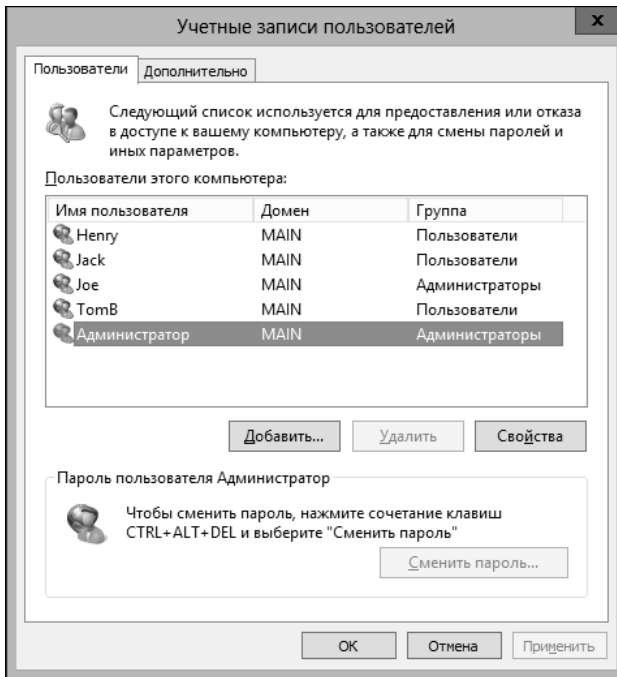 Учетные записи пользователей
x
Пользователи Дополнительно
Следующий список используется для предоставления или отказа
в доступе к вашему компьютеру, а также для смены паролей и
иных параметров.
Пользователи этого компьютера:
Имя пользователя Домен Группа
Henry MAIN Пользователи
Jack MAIN Пользователи
Joe MAIN Администраторы
TomB MAIN Пользователи
Администратор MAIN Администраторы
Добавить... Удалить Свойства
Пароль пользователя Администратор
Чтобы сменить пароль, нажмите сочетание клавиш
CTRL+ALT+DEL и выберите "Сменить пароль"
Сменить пароль...
OK Отмена Применить